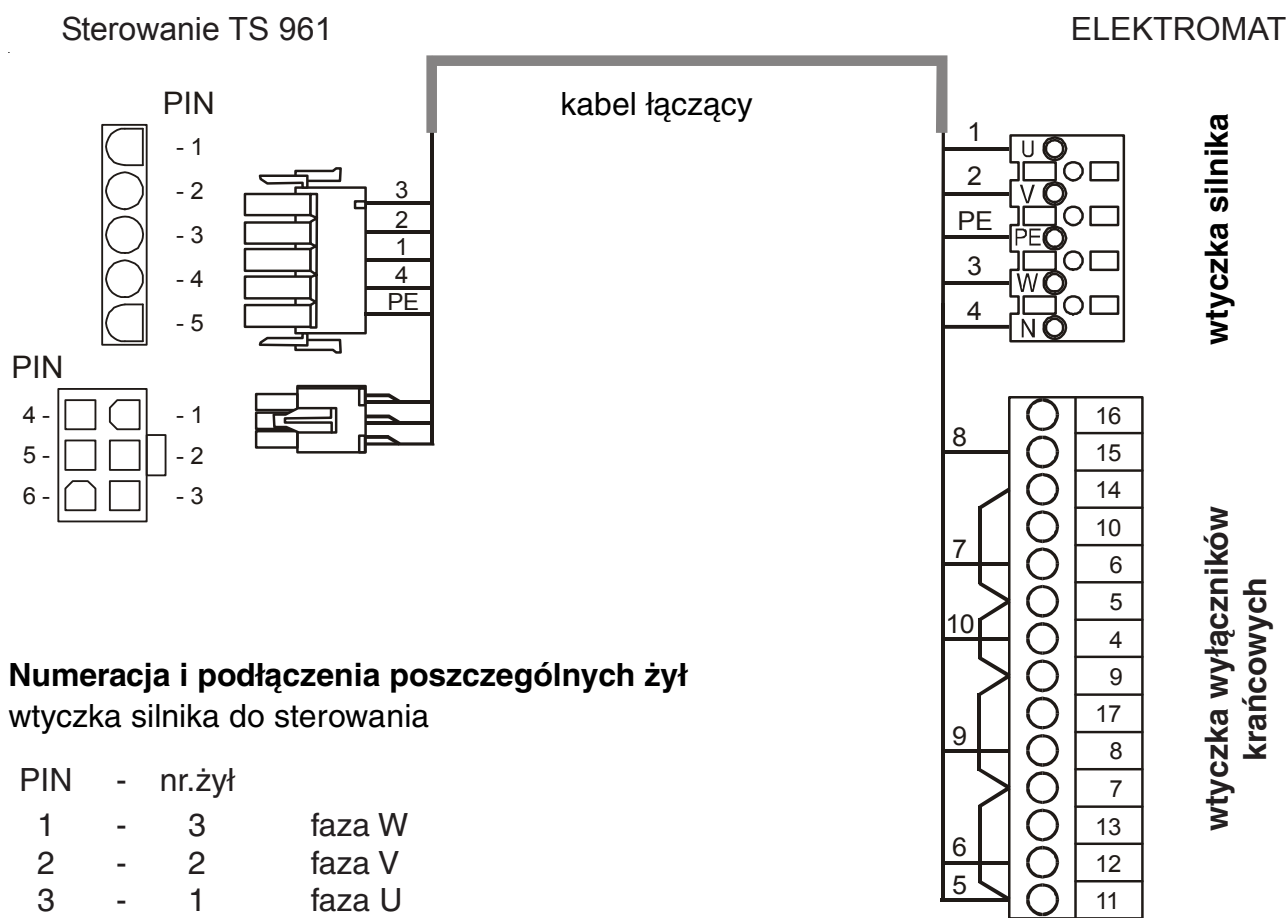 Sterowanie TS 961
ELEKTROMAT
kabel łączący
PIN
- 1
- 2
- 3
- 4
- 5
3
2
1
4
PE
PIN
4 -
- 1
5 -
- 2
6 -
- 3
1
U
2
V
PE
PE
3
W
4
N
wtyczka silnika
16
8
15
14
10
7
6
5
10
4
9
17
9
8
7
13
6
12
5
11
wtyczka wyłączników
krańcowych
Numeracja i podłączenia poszczególnych żył
wtyczka silnika do sterowania
PIN - nr.żył
1 - 3 faza W
2 - 2 faza V
3 - 1 faza U